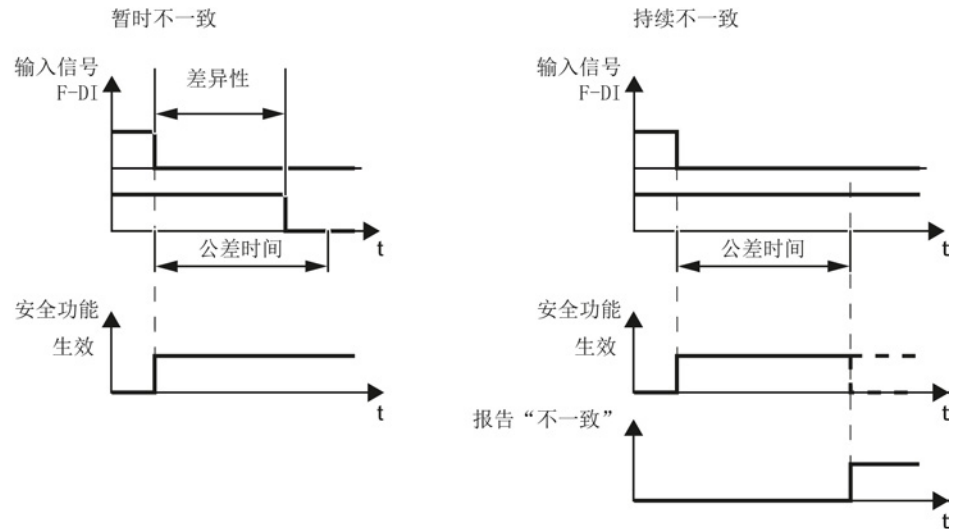 暂时不一致
输入信号
F-DI
差异性
t
公差时间
安全功能
生效
t
持续不一致
输入信号
F-DI
t
公差时间
安全功能
生效
t
报告“不一致”
t